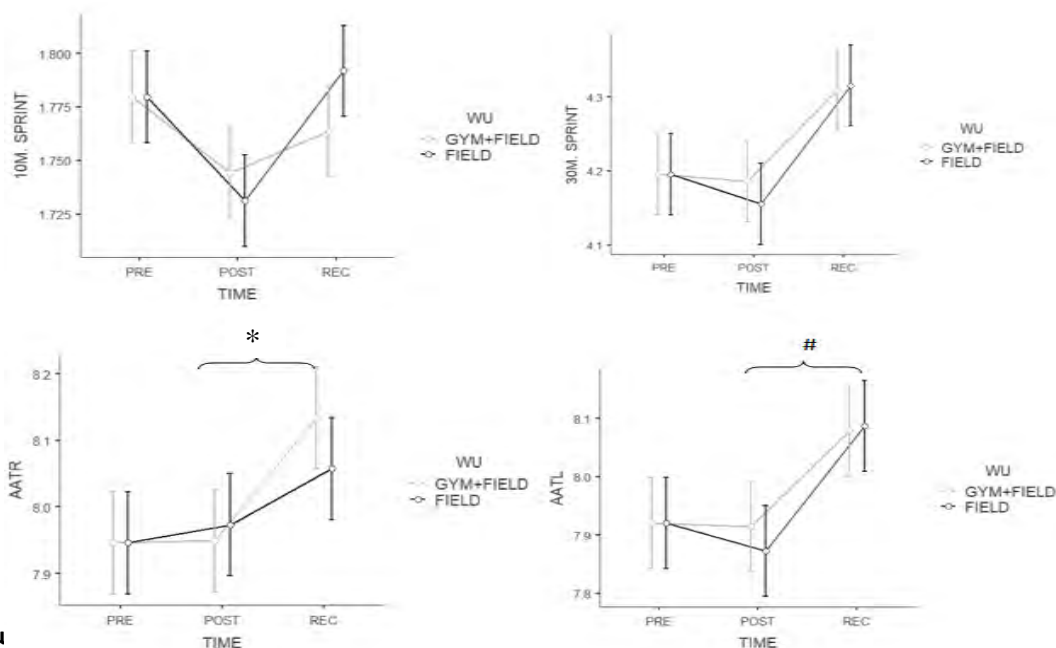 10M. SPRINT
1.800
1.775
1.750
1.725
PRE
POST
REC
TIME
WU
GYM+FIELD
FIELD
30M. SPRINT
4.3
4.2
4.1
PRE
POST
REC
TIME
WU
GYM+FIELD
FIELD
*
AATR
8.2
8.1
8.0
7.9
PRE
POST
REC
TIME
WU
GYM+FIELD
FIELD
#
AATL
8.1
8.0
7.9
7.8
PRE
POST
REC
TIME
WU
GYM+FIELD
FIELD